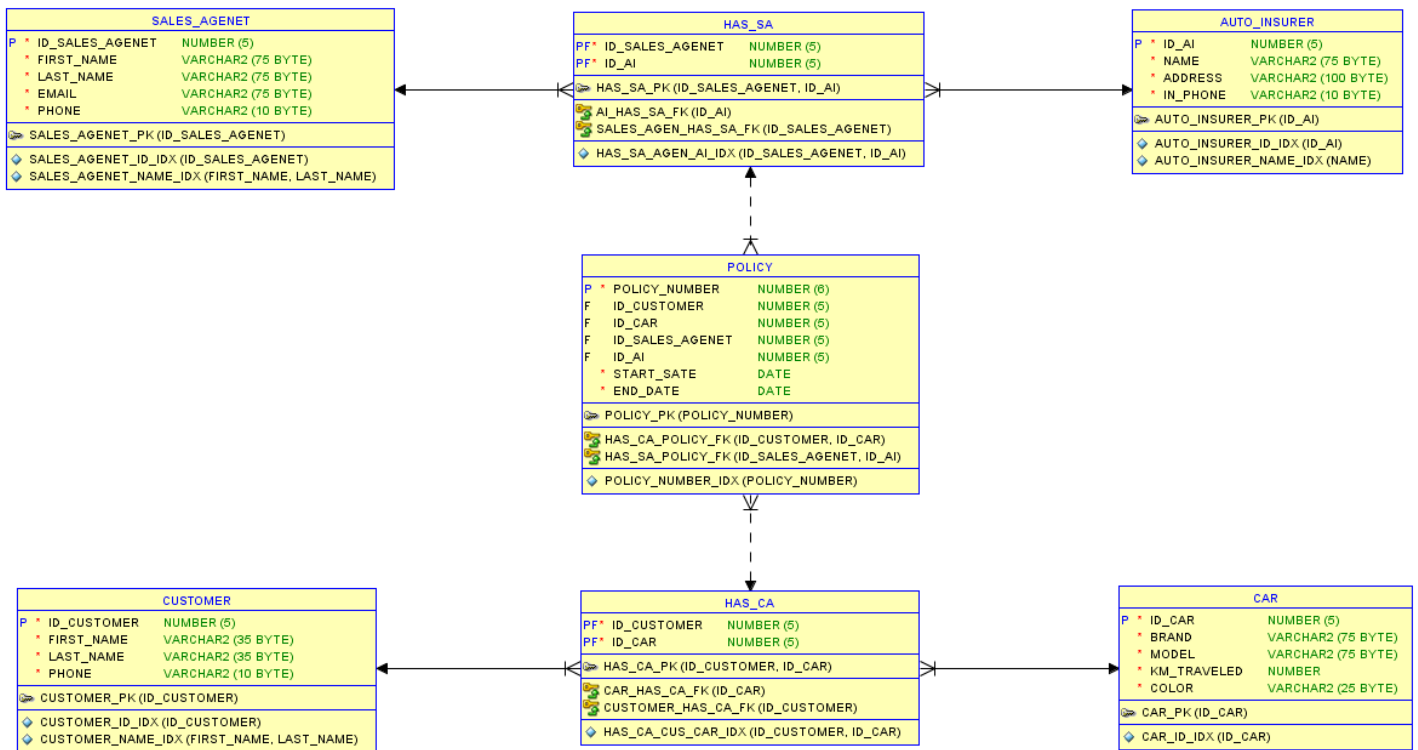 SALES_AGENET
P * ID_SALES_AGENET NUMBER (5)
* FIRST_NAME VARCHAR2 (75 BYTE)
* LAST_NAME VARCHAR2 (75 BYTE)
* EMAIL VARCHAR2 (75 BYTE)
* PHONE VARCHAR2 (10 BYTE)
SALES_AGENET_PK (ID_SALES_AGENET)
SALES_AGENET_ID_IDX (ID_SALES_AGENET)
SALES_AGENET_NAME_IDX (FIRST_NAME, LAST_NAME)
HAS_SA
PF* ID_SALES_AGENET NUMBER (5)
PF* ID_AI NUMBER (5)
HAS_SA_PK (ID_SALES_AGENET, ID_AI)
AI_HAS_SA_FK (ID_AI)
SALES_AGEN_HAS_SA_FK (ID_SALES_AGENET)
HAS_SA_AGEN_AI_IDX (ID_SALES_AGENET, ID_AI)
AUTO_INSURER
P * ID_AI NUMBER (5)
* NAME VARCHAR2 (75 BYTE)
* ADDRESS VARCHAR2 (100 BYTE)
* IN_PHONE VARCHAR2 (10 BYTE)
AUTO_INSURER_PK (ID_AI)
AUTO_INSURER_ID_IDX (ID_AI)
AUTO_INSURER_NAME_IDX (NAME)
POLICY
P * POLICY_NUMBER NUMBER (6)
F ID_CUSTOMER NUMBER (5)
F ID_CAR NUMBER (5)
F ID_SALES_AGENET NUMBER (5)
F ID_AI NUMBER (5)
* START_SATE DATE
* END_DATE DATE
POLICY_PK (POLICY_NUMBER)
HAS_CA_POLICY_FK (ID_CUSTOMER, ID_CAR)
HAS_SA_POLICY_FK (ID_SALES_AGENET, ID_AI)
POLICY_NUMBER_IDX (POLICY_NUMBER)
CUSTOMER
P * ID_CUSTOMER NUMBER (5)
* FIRST_NAME VARCHAR2 (35 BYTE)
* LAST_NAME VARCHAR2 (35 BYTE)
* PHONE VARCHAR2 (10 BYTE)
CUSTOMER_PK (ID_CUSTOMER)
CUSTOMER_ID_IDX (ID_CUSTOMER)
CUSTOMER_NAME_IDX (FIRST_NAME, LAST_NAME)
HAS_CA
PF* ID_CUSTOMER NUMBER (5)
PF* ID_CAR NUMBER (5)
HAS_CA_PK (ID_CUSTOMER, ID_CAR)
CAR_HAS_CA_FK (ID_CAR)
CUSTOMER_HAS_CA_FK (ID_CUSTOMER)
HAS_CA_CUS_CAR_IDX (ID_CUSTOMER, ID_CAR)
CAR
P * ID_CAR NUMBER (5)
* BRAND VARCHAR2 (75 BYTE)
* MODEL VARCHAR2 (75 BYTE)
* KM_TRAVELED NUMBER
* COLOR VARCHAR2 (25 BYTE)
CAR_PK (ID_CAR)
CAR_ID_IDX (ID_CAR)